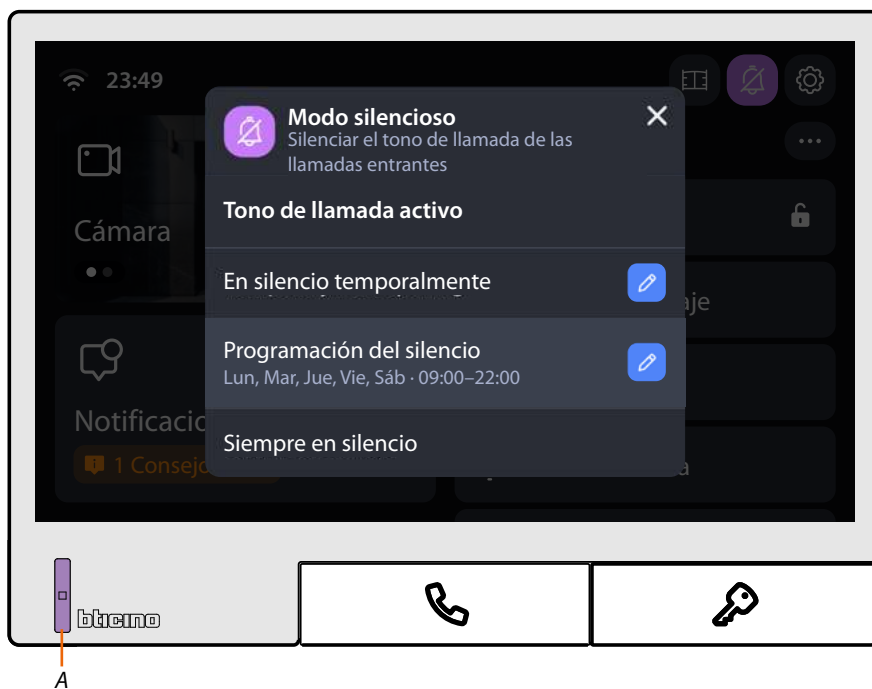 23:49
Modo silencioso
Silenciar el tono de llamada de las
llamadas entrantes
Cámara
Tono de llamada activo
En silencio temporalmente
aje
Programación del silencio
Lun, Mar, Jue, Vie, Sáb · 09:00–22:00
Notificacio
1 Consejo
Siempre en silencio
a
bticino
A